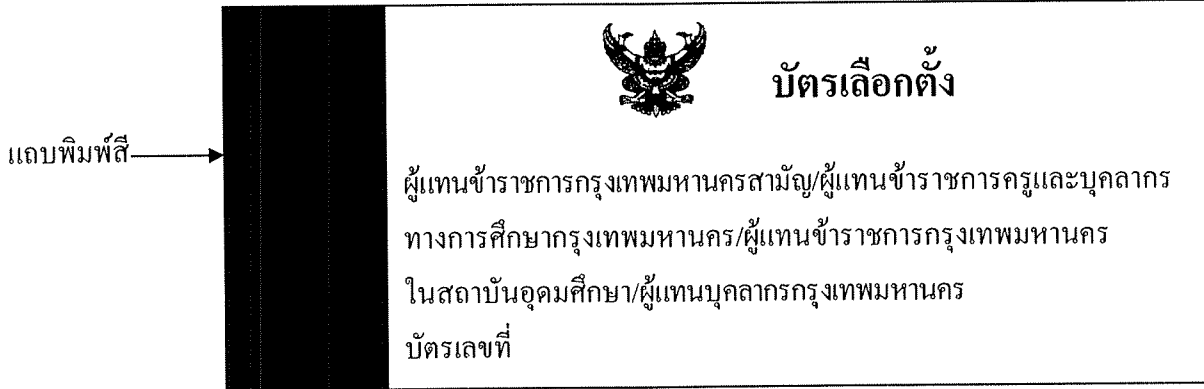 บัตรเลือกตั้ง
แถบพิมพ์สี
ผู้แทนข้าราชการกรุงเทพมหานครสามัญ/ผู้แทนข้าราชการครูและบุคลากร
ทางการศึกษากรุงเทพมหานคร/ผู้แทนข้าราชการกรุงเทพมหานคร
ในสถาบันอุดมศึกษา/ผู้แทนบุคลากรกรุงเทพมหานคร
บัตรเลขที่